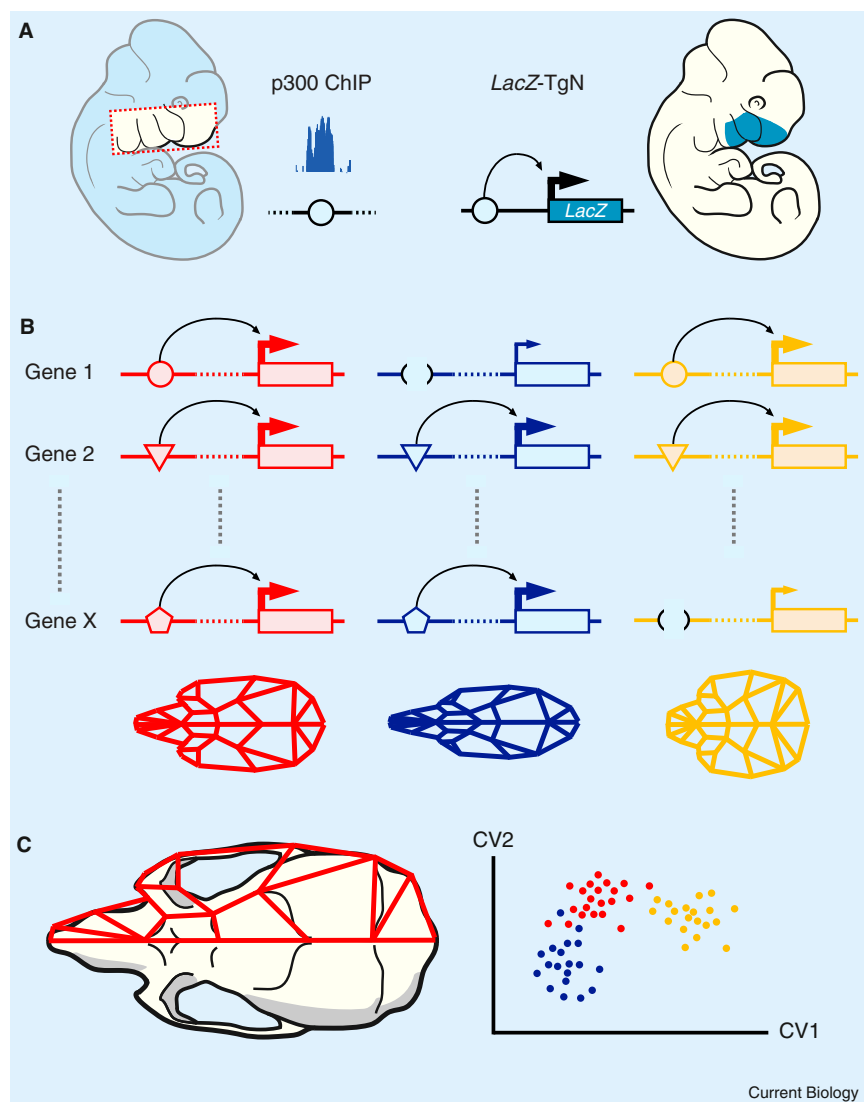 A
p300 ChIP
LacZ-TgN
LacZ
B
Gene 1
Gene 2
Gene X
C
CV2
CV1
Current Biology